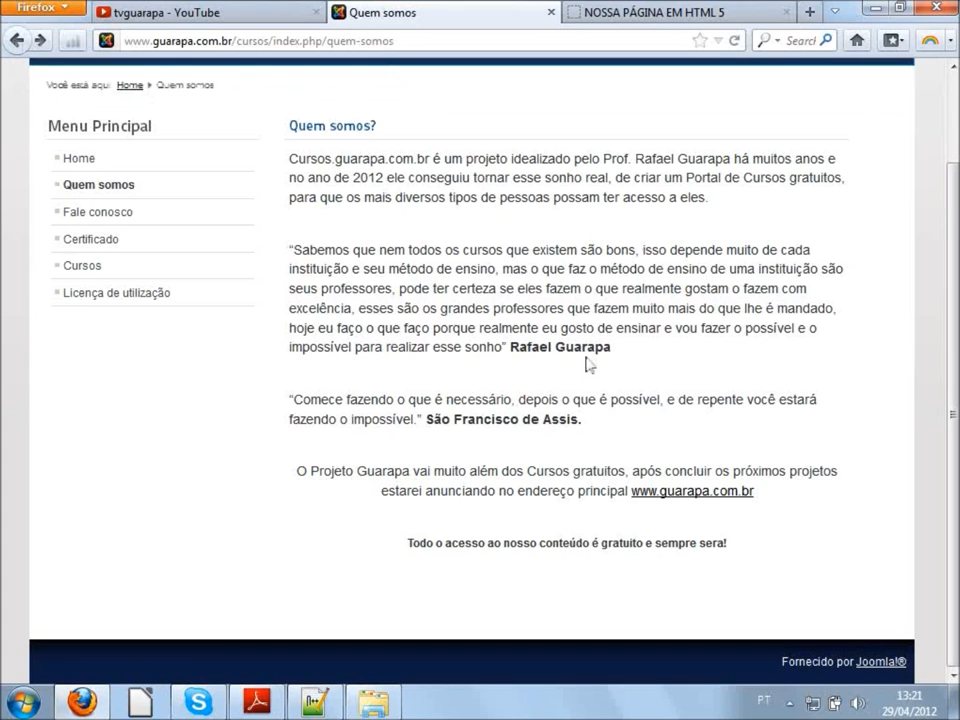 Firefox
tvguarapa - YouTube
Quem somos
NOSSA PÁGINA EM HTML 5
www.guarapa.com.br/cursos/index.php/quem-somos
Search
Você está aqui: Home Quem somos
Menu Principal
Home
Quem somos
Fale conosco
Certificado
Cursos
Licença de utilização
Quem somos?
Cursos.guarapa.com.br é um projeto idealizado pelo Prof. Rafael Guarapa há muitos anos e
no ano de 2012 ele conseguiu tornar esse sonho real, de criar um Portal de Cursos gratuitos,
para que os mais diversos tipos de pessoas possam ter acesso a eles.
“Sabemos que nem todos os cursos que existem são bons, isso depende muito de cada
instituição e seu método de ensino, mas o que faz o método de ensino de uma instituição são
seus professores, pode ter certeza se eles fazem o que realmente gostam o fazem com
excelência, esses são os grandes professores que fazem muito mais do que lhe é mandado,
hoje eu faço o que faço porque realmente eu gosto de ensinar e vou fazer o possível e o
impossível para realizar esse sonho” Rafael Guarapa
“Comece fazendo o que é necessário, depois o que é possível, e de repente você estará
fazendo o impossível.” São Francisco de Assis.
O Projeto Guarapa vai muito além dos Cursos gratuitos, após concluir os próximos projetos
estarei anunciando no endereço principal www.guarapa.com.br
Todo o acesso ao nosso conteúdo é gratuito e sempre sera!
Fornecido por Joomla!®
PT
13:21
29/04/2012